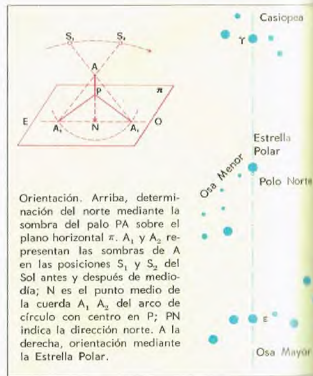 S₁
S₂
A
π
P
E
A₁
N
A₂
O
Orientación. Arriba, determi-
nación del norte mediante la
sombra del palo PA sobre el
plano horizontal π. A₁ y A₂ re-
presentan las sombras de A
en las posiciones S₁ y S₂ del
Sol antes y después de medio-
día; N es el punto medio de
la cuerda A₁ A₂ del arco de
círculo con centro en P; PN
indica la dirección norte. A la
derecha, orientación mediante
la Estrella Polar.
Casiopea
γ
Estrella
Polar
Osa Menor
Polo Norte
ε
Osa Mayor